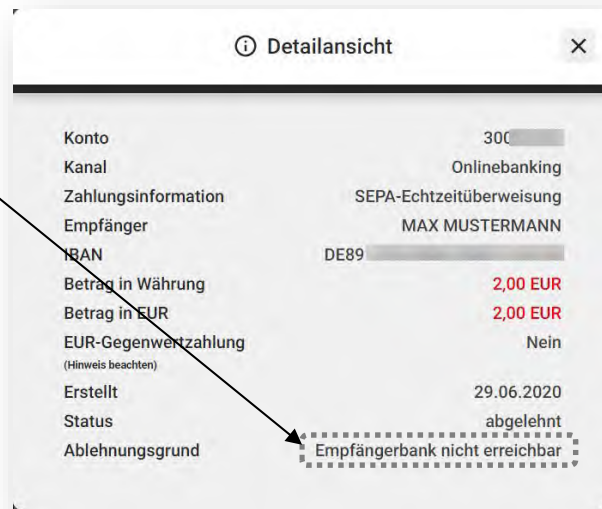 Detailansicht
Konto 300
Kanal Onlinebanking
Zahlungsinformation SEPA-Echtzeitüberweisung
Empfänger MAX MUSTERMANN
IBAN DE89
Betrag in Währung 2,00 EUR
Betrag in EUR 2,00 EUR
EUR-Gegenwertzahlung Nein
(Hinweis beachten)
Erstellt 29.06.2020
Status abgelehnt
Ablehnungsgrund Empfängerbank nicht erreichbar